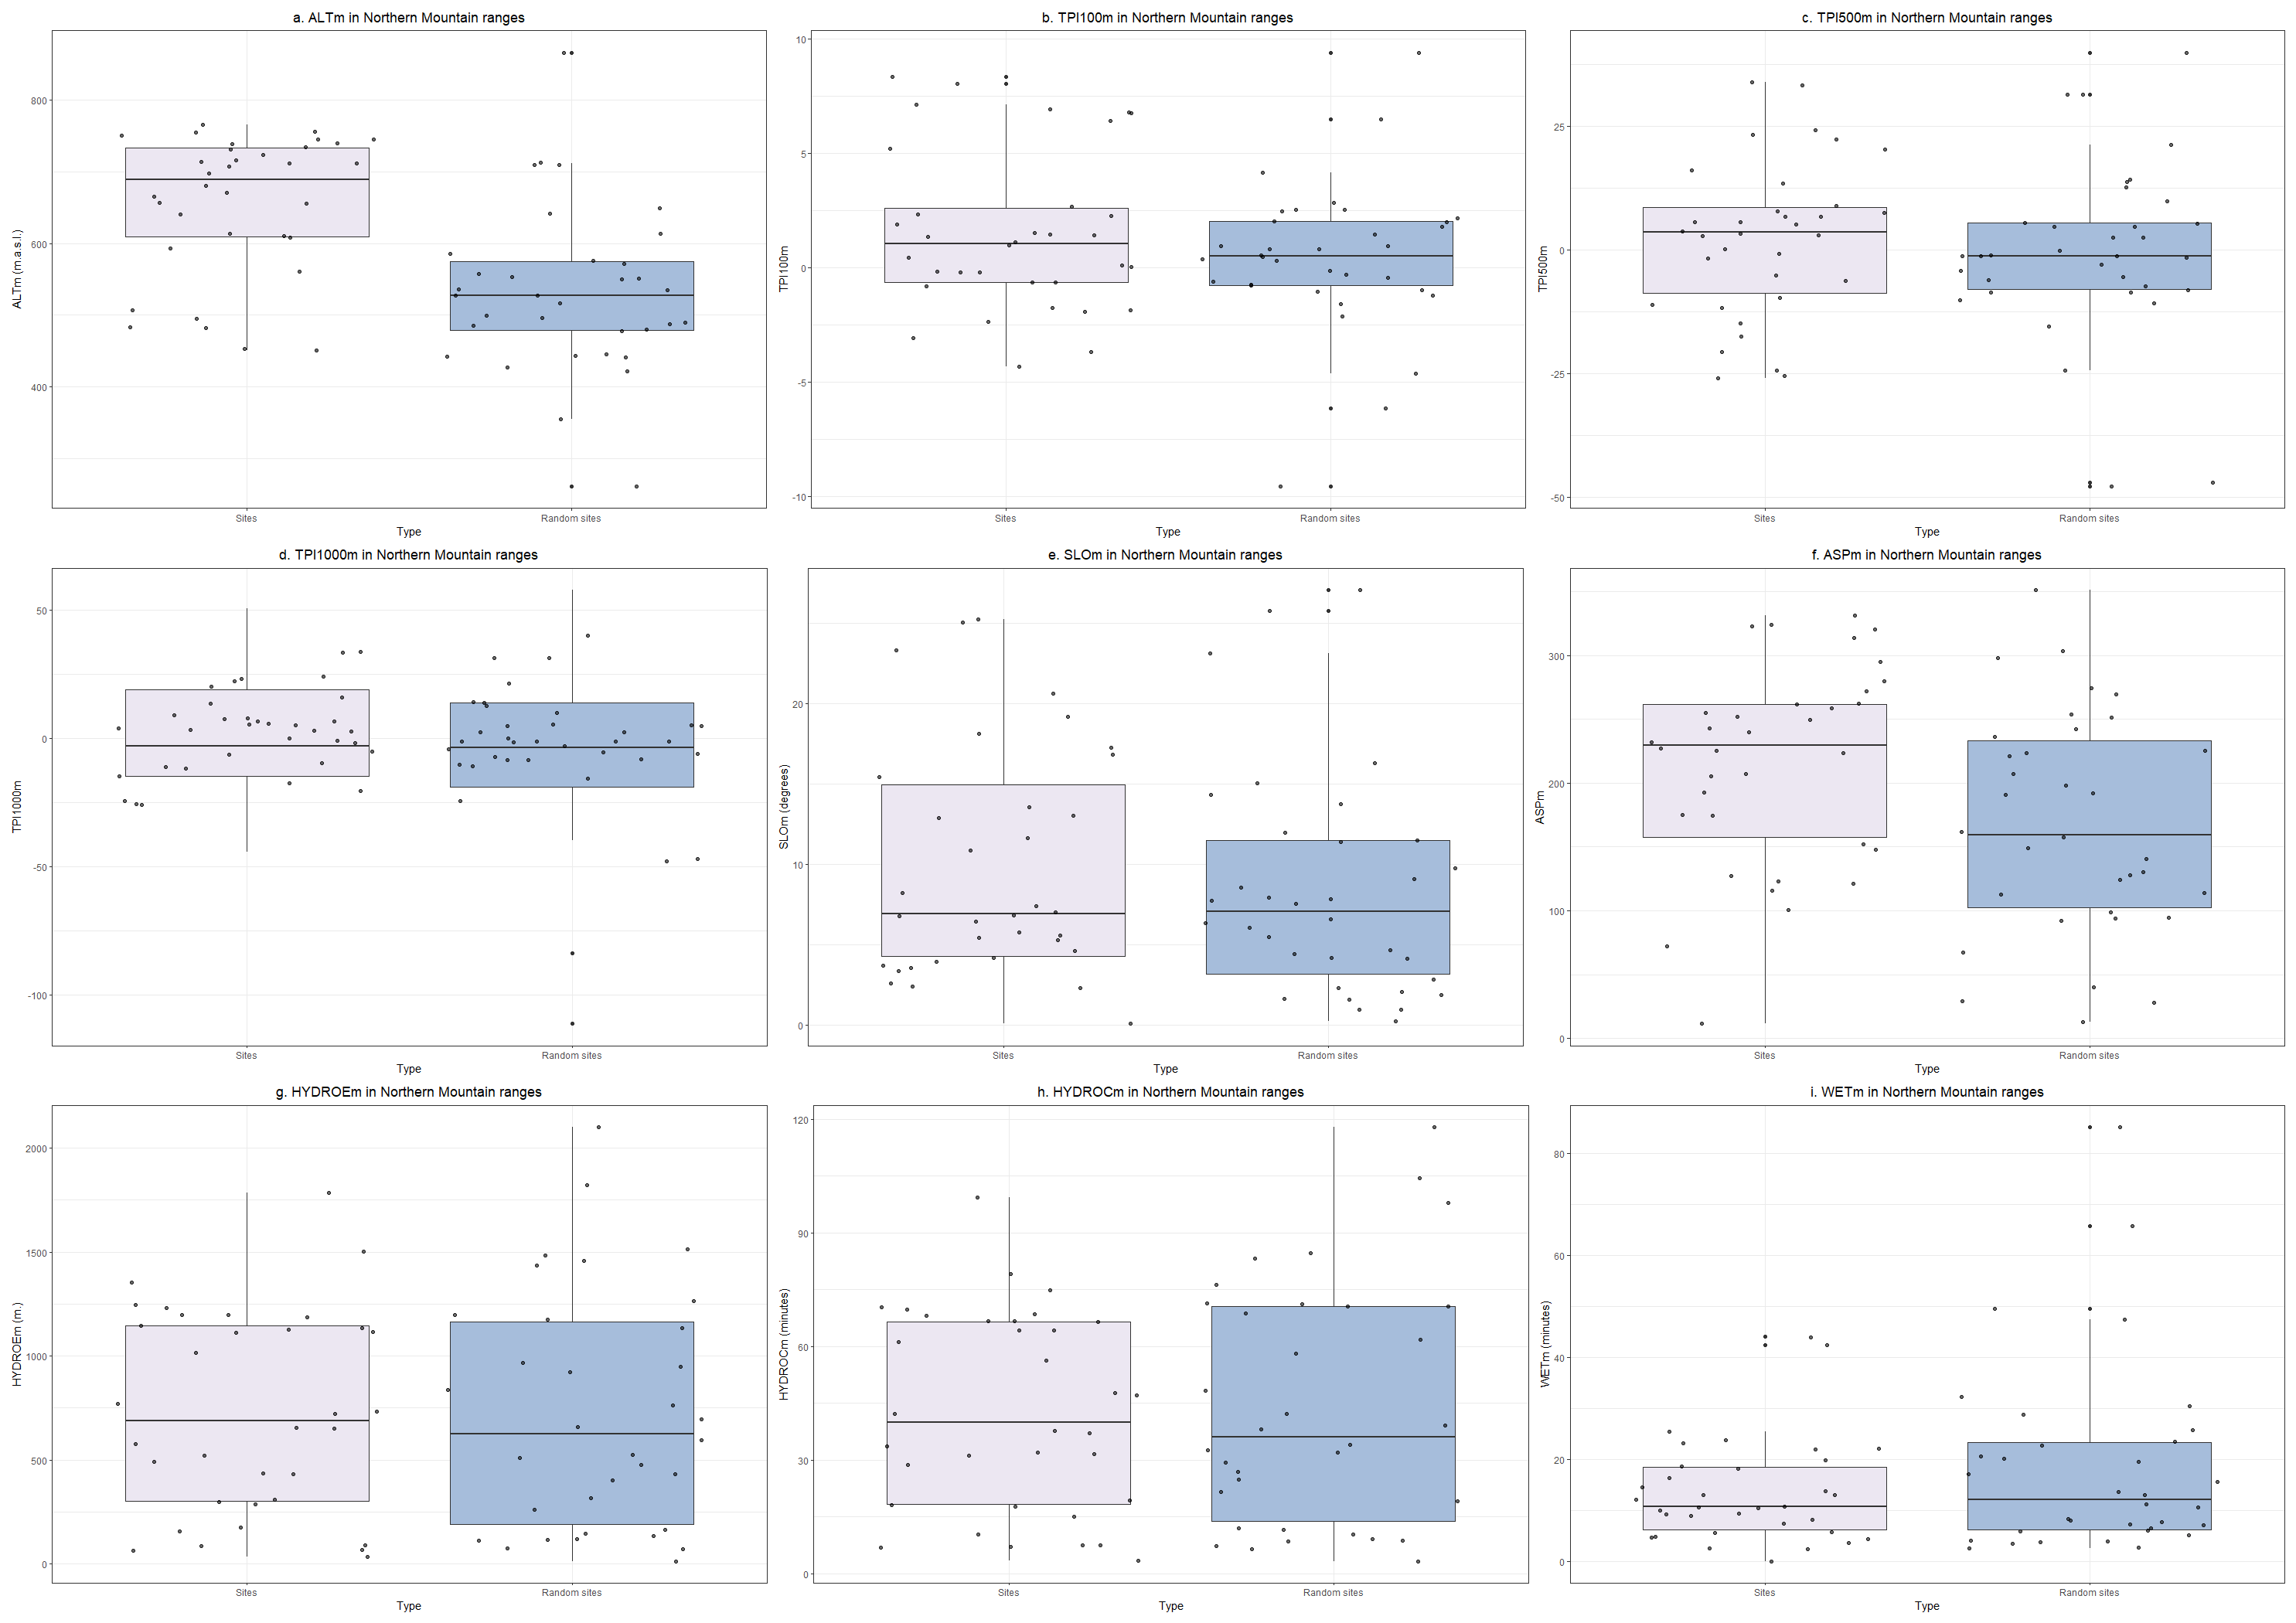 a. ALTm in Northern Mountain ranges
ALTm (m.a.s.l.)
800
600
400
Sites
Random sites
Type
b. TPI100m in Northern Mountain ranges
TPI100m
10
5
0
-5
-10
Sites
Random sites
Type
c. TPI500m in Northern Mountain ranges
TPI500m
25
0
-25
-50
Sites
Random sites
Type
d. TPI1000m in Northern Mountain ranges
TPI1000m
50
0
-50
-100
Sites
Random sites
Type
e. SLOm in Northern Mountain ranges
SLOm (degrees)
20
10
0
Sites
Random sites
Type
f. ASPm in Northern Mountain ranges
ASPm
300
200
100
0
Sites
Random sites
Type
g. HYDROEm in Northern Mountain ranges
HYDROEm (m.)
2000
1500
1000
500
0
Sites
Random sites
Type
h. HYDROCm in Northern Mountain ranges
HYDROCm (minutes)
120
90
60
30
0
Sites
Random sites
Type
i. WETm in Northern Mountain ranges
WETm (minutes)
80
60
40
20
0
Sites
Random sites
Type